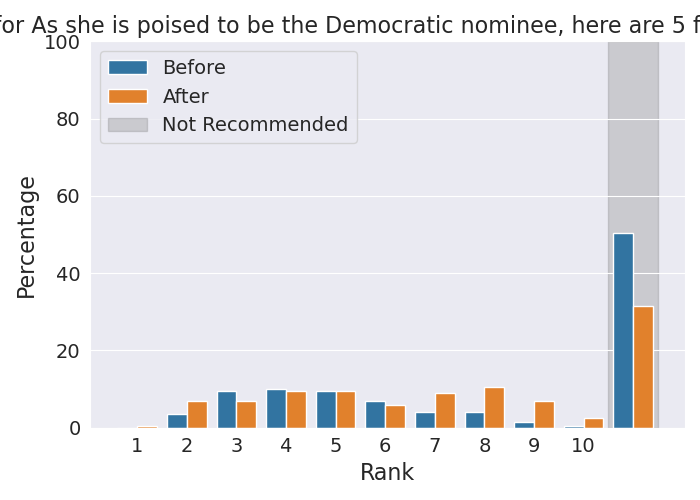 for As she is poised to be the Democratic nominee, here are 5
100
80
60
40
20
0
Percentage
Before
After
Not Recommended
1 2 3 4 5 6 7 8 9 10
Rank